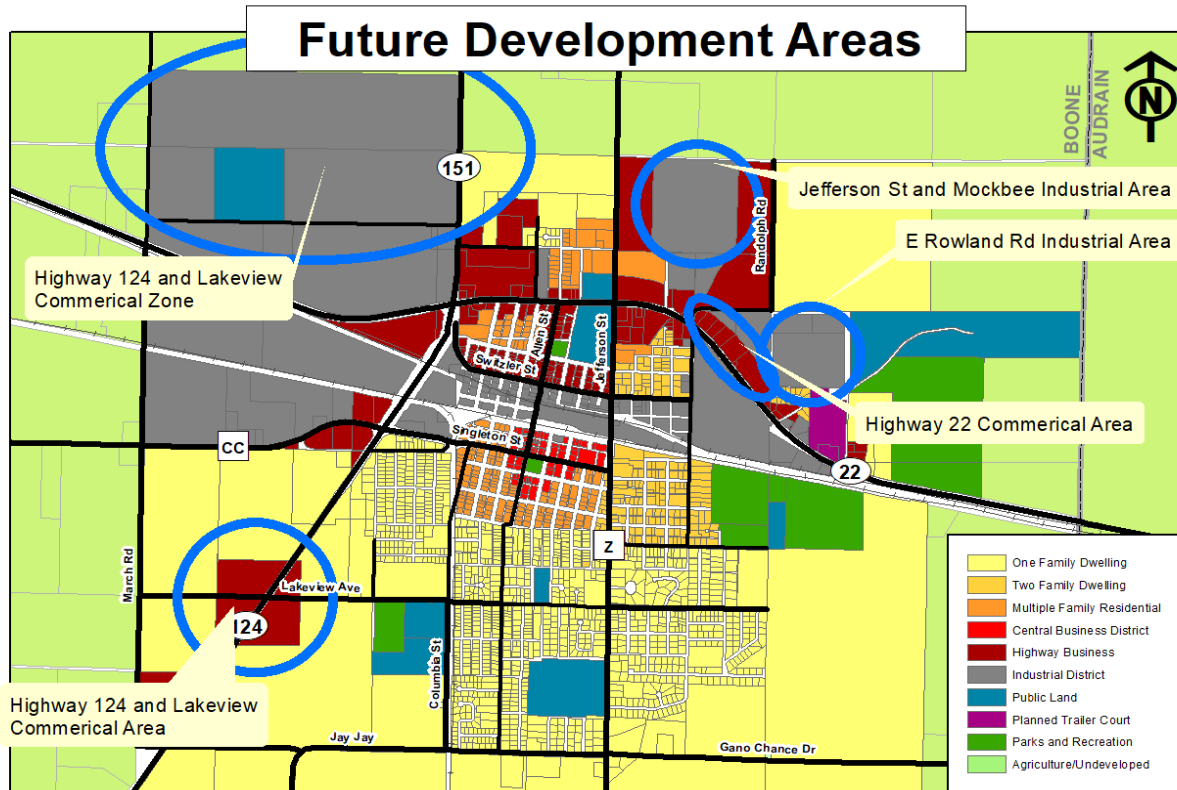 Future Development Areas
N
BOONE
AUDRAIN
151
Jefferson St and Mockbee Industrial Area
Randolph Rd
E Rowland Rd Industrial Area
Highway 124 and Lakeview
Commerical Zone
Allen St
Jefferson St
Switzler St
Highway 22 Commerical Area
Singleton St
CC
22
Z
March Rd
Lakeview Ave
124
Columbia St
Highway 124 and Lakeview
Commerical Area
Jay Jay
Gano Chance Dr
One Family Dwelling
Two Family Dwelling
Multiple Family Residential
Central Business District
Highway Business
Industrial District
Public Land
Planned Trailer Court
Parks and Recreation
Agriculture/Undeveloped